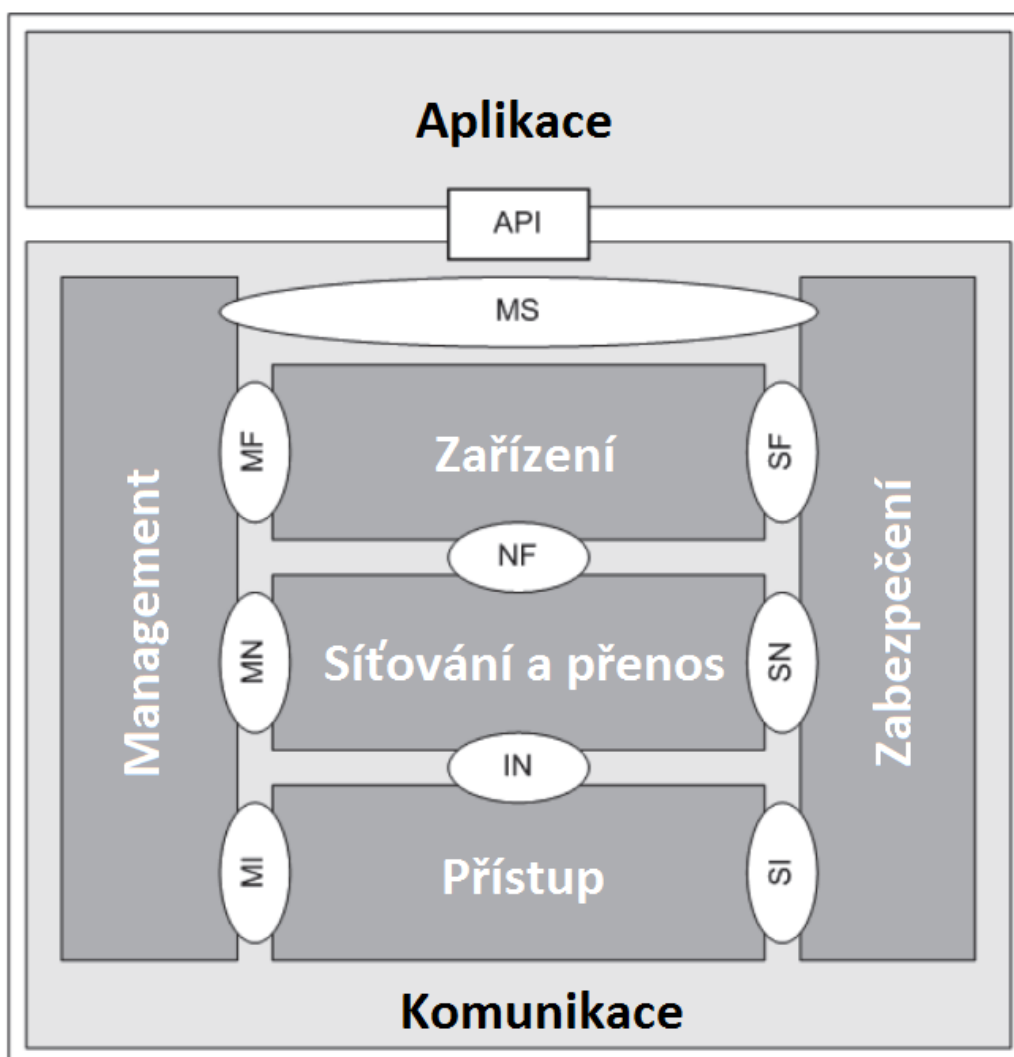 Aplikace
API
MS
Management
MF
Zařízení
SF
NF
MN
Síťování a přenos
SN
Zabezpečení
IN
MI
Přístup
SI
Komunikace